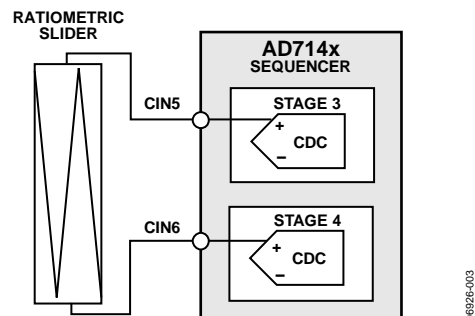 RATIOMETRIC
SLIDER
AD714x
SEQUENCER
CIN5
STAGE 3
+
CDC
–
CIN6
STAGE 4
+
CDC
–
06926-003